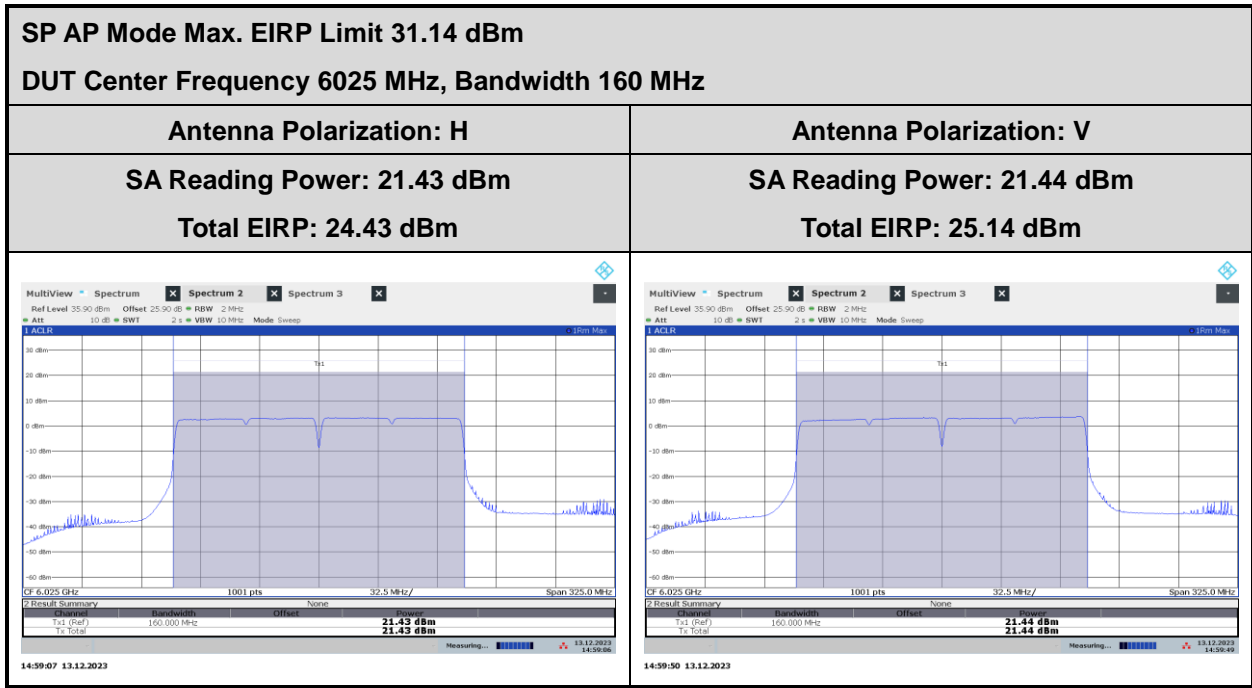 SP AP Mode Max. EIRP Limit 31.14 dBm
DUT Center Frequency 6025 MHz, Bandwidth 160 MHz
Antenna Polarization: H
Antenna Polarization: V
SA Reading Power: 21.43 dBm
Total EIRP: 24.43 dBm
SA Reading Power: 21.44 dBm
Total EIRP: 25.14 dBm
MultiView Spectrum Spectrum 2 Spectrum 3
Ref Level 35.90 dBm Offset 25.90 dB RBW 2 MHz
Att 10 dB SWT 2 s VBW 10 MHz Mode Sweep
1 ACLR 1Rm Max
30 dBm
Tx1
20 dBm
10 dBm
0 dBm
-10 dBm
-20 dBm
-30 dBm
-40 dBm
-50 dBm
-60 dBm
CF 6.025 GHz 1001 pts 32.5 MHz/ Span 325.0 MHz
2 Result Summary None
Channel Bandwidth Offset Power
Tx1 (Ref) 160.000 MHz 21.43 dBm
Tx Total 21.43 dBm
Measuring... 13.12.2023
14:59:06
14:59:07 13.12.2023
MultiView Spectrum Spectrum 2 Spectrum 3
Ref Level 35.90 dBm Offset 25.90 dB RBW 2 MHz
Att 10 dB SWT 2 s VBW 10 MHz Mode Sweep
1 ACLR 1Rm Max
30 dBm
Tx1
20 dBm
10 dBm
0 dBm
-10 dBm
-20 dBm
-30 dBm
-40 dBm
-50 dBm
-60 dBm
CF 6.025 GHz 1001 pts 32.5 MHz/ Span 325.0 MHz
2 Result Summary None
Channel Bandwidth Offset Power
Tx1 (Ref) 160.000 MHz 21.44 dBm
Tx Total 21.44 dBm
Measuring... 13.12.2023
14:59:49
14:59:50 13.12.2023